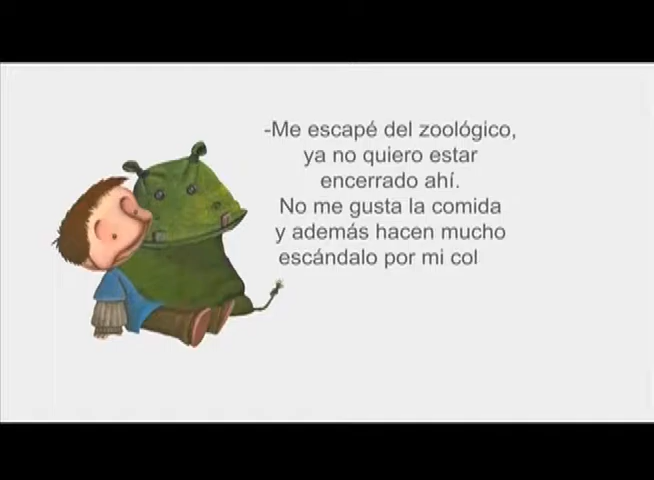 -Me escapé del zoológico,
ya no quiero estar
encerrado ahí.
No me gusta la comida
y además hacen mucho
escándalo por mi col